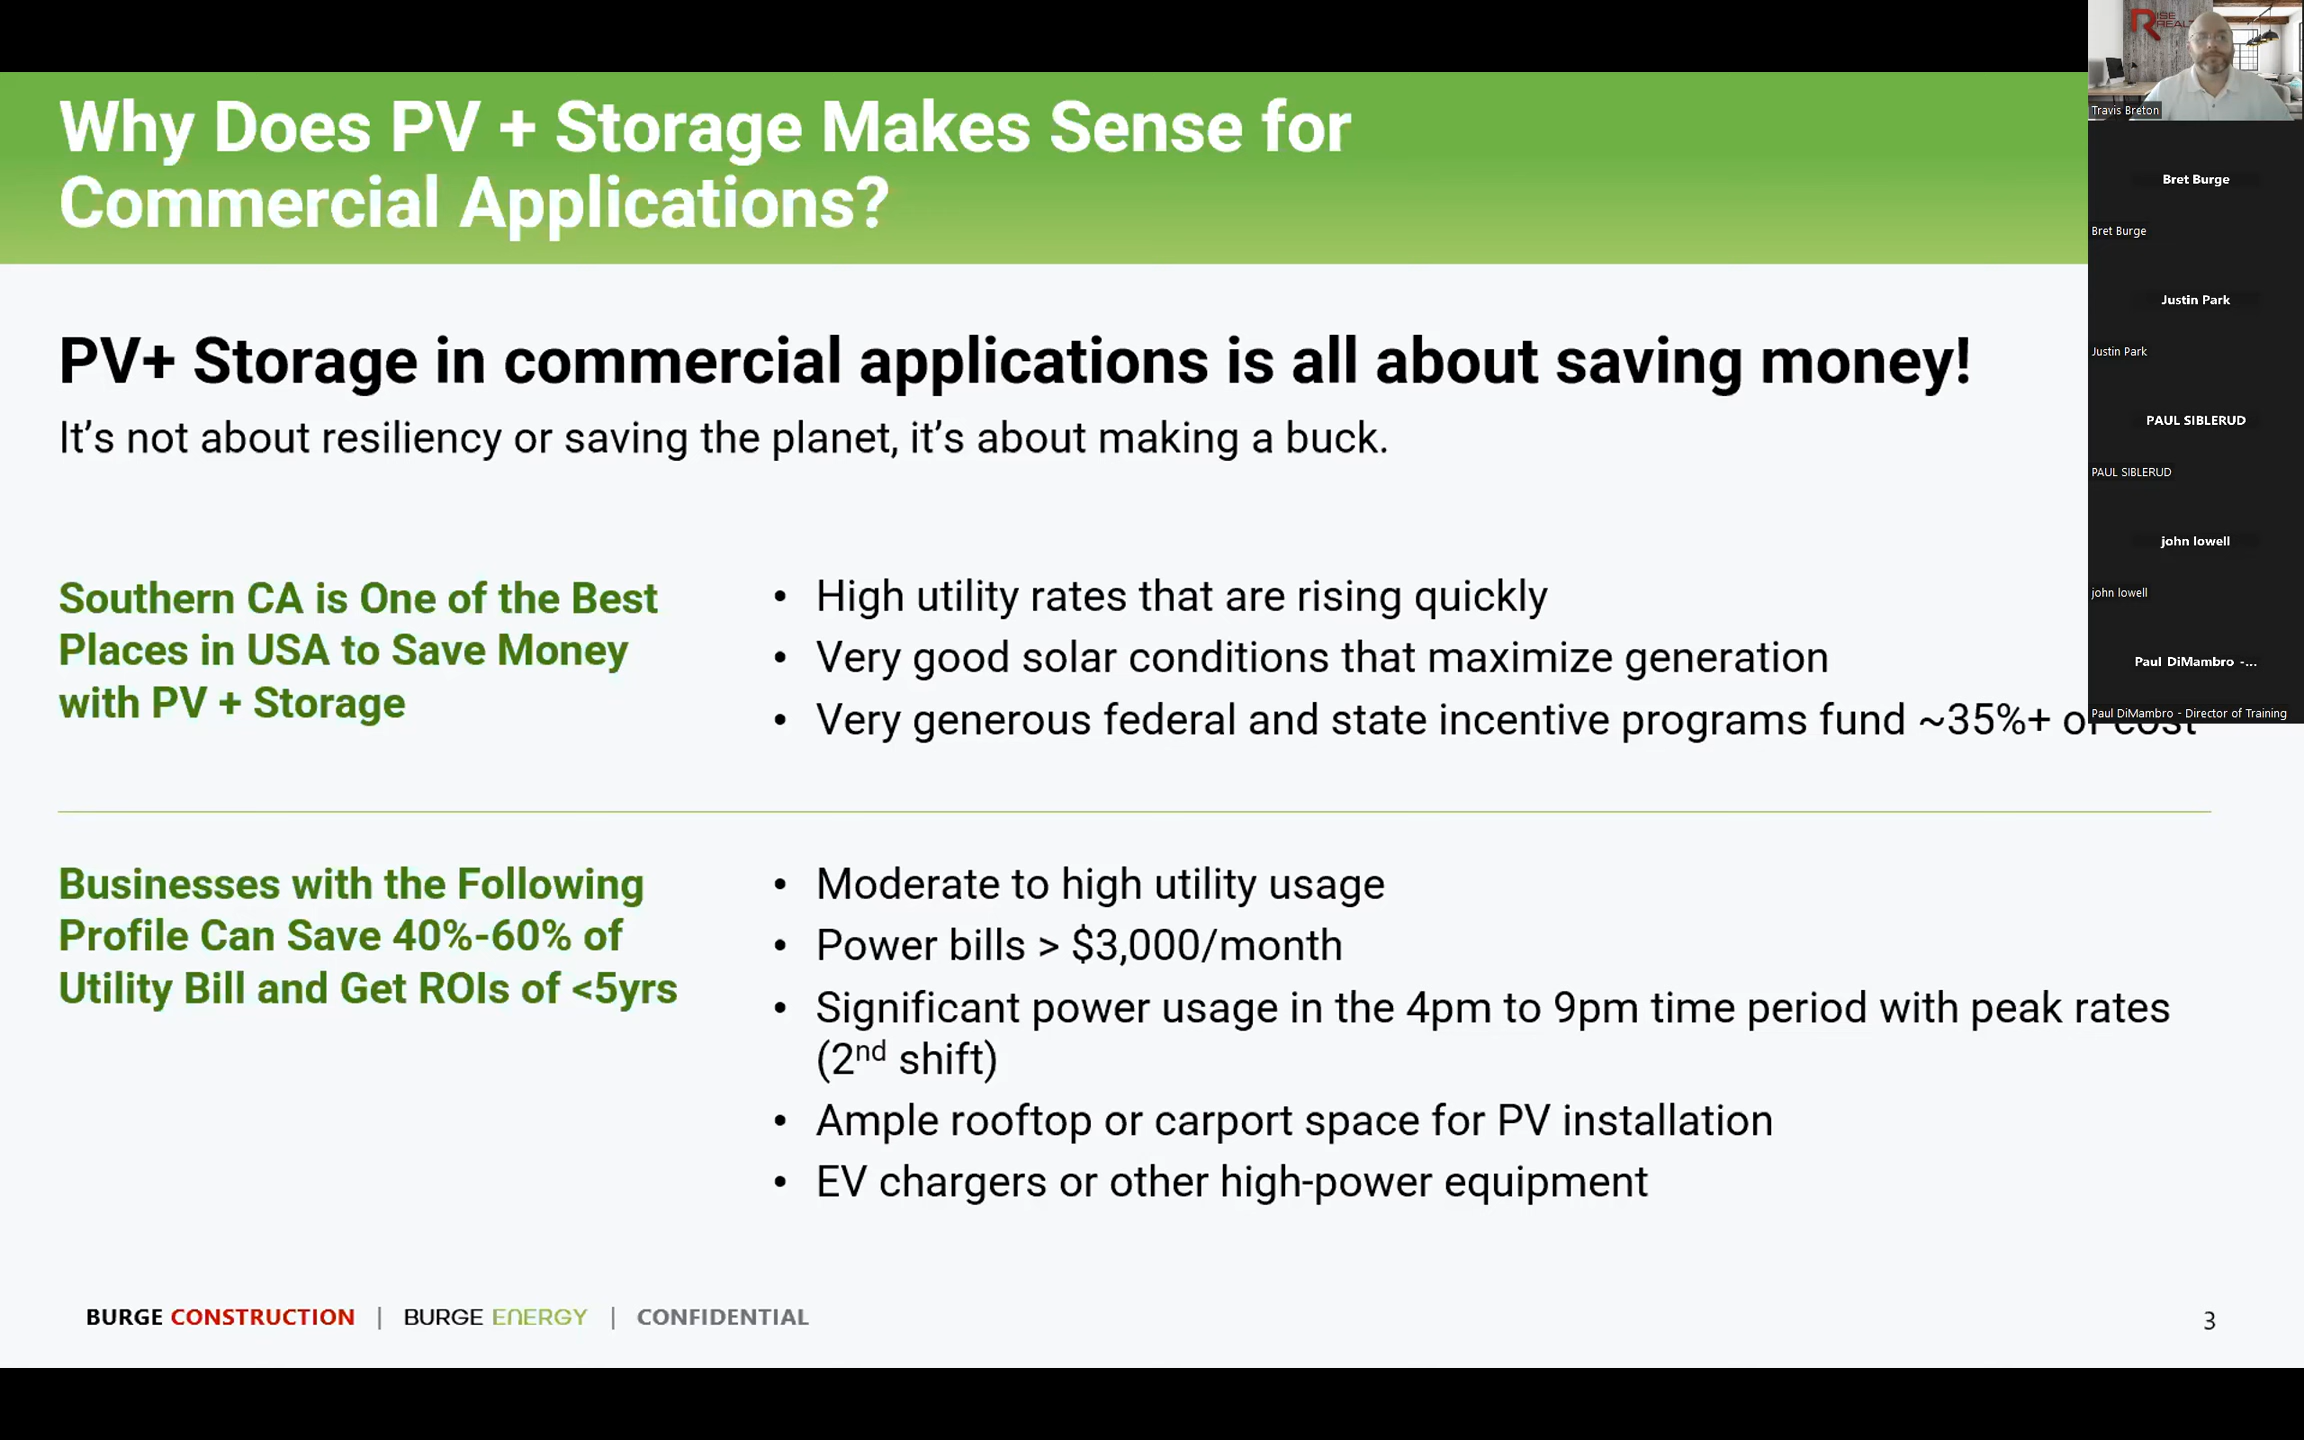 Why Does PV + Storage Makes Sense for
Commercial Applications?
PV+ Storage in commercial applications is all about saving money!
It’s not about resiliency or saving the planet, it’s about making a buck.
Southern CA is One of the Best
Places in USA to Save Money
with PV + Storage
• High utility rates that are rising quickly
• Very good solar conditions that maximize generation
• Very generous federal and state incentive programs fund ~35%+ of cost
Businesses with the Following
Profile Can Save 40%-60% of
Utility Bill and Get ROIs of <5yrs
• Moderate to high utility usage
• Power bills > $3,000/month
• Significant power usage in the 4pm to 9pm time period with peak rates
(2nd shift)
• Ample rooftop or carport space for PV installation
• EV chargers or other high-power equipment
BURGE CONSTRUCTION | BURGE ENERGY | CONFIDENTIAL
3
RISE
REAL
Travis Breton
Bret Burge
Bret Burge
Justin Park
Justin Park
PAUL SIBLERUD
PAUL SIBLERUD
john lowell
john lowell
Paul DiMambro -...
Paul DiMambro - Director of Training